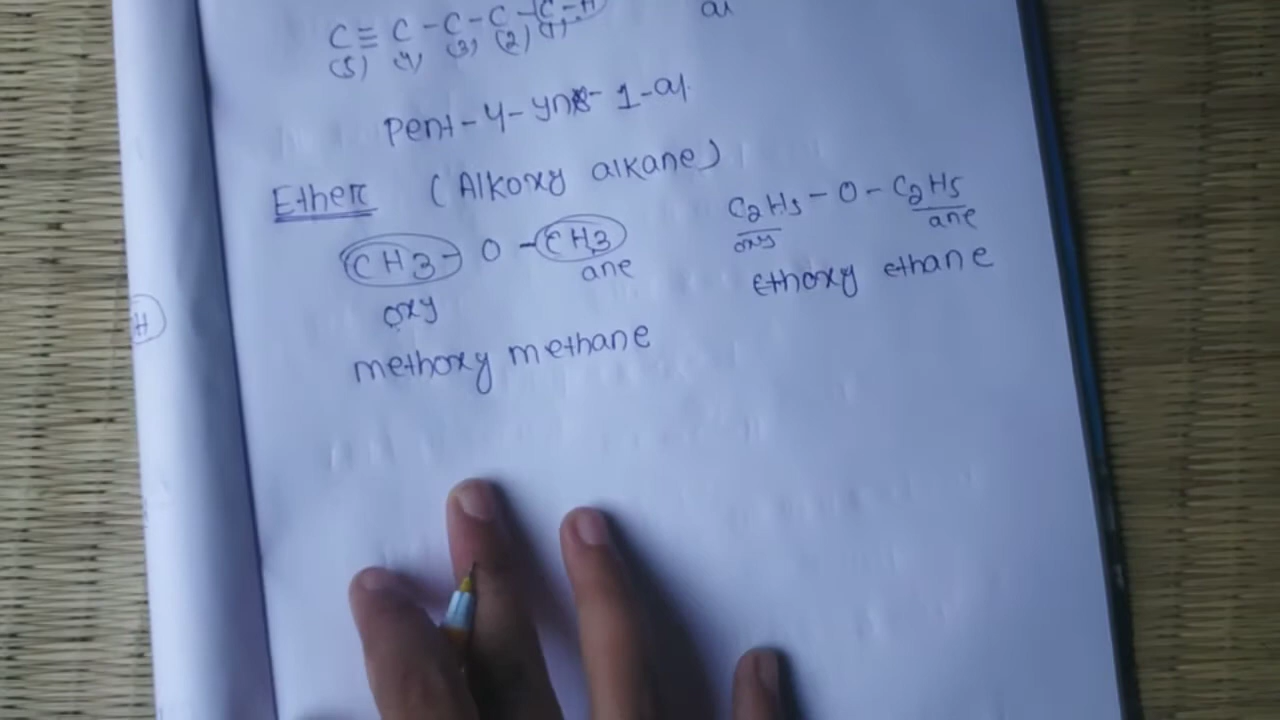 C ≡ C - C - C - C - H
(5) (4) (3) (2) (1)
al
Pent - 4 - yn - 1 - al.
Ether (Alkoxy alkane)
CH3 - O - CH3
oxy ane
methoxy methane
C2H5 - O - C2H5
oxy ane
Ethoxy ethane
H